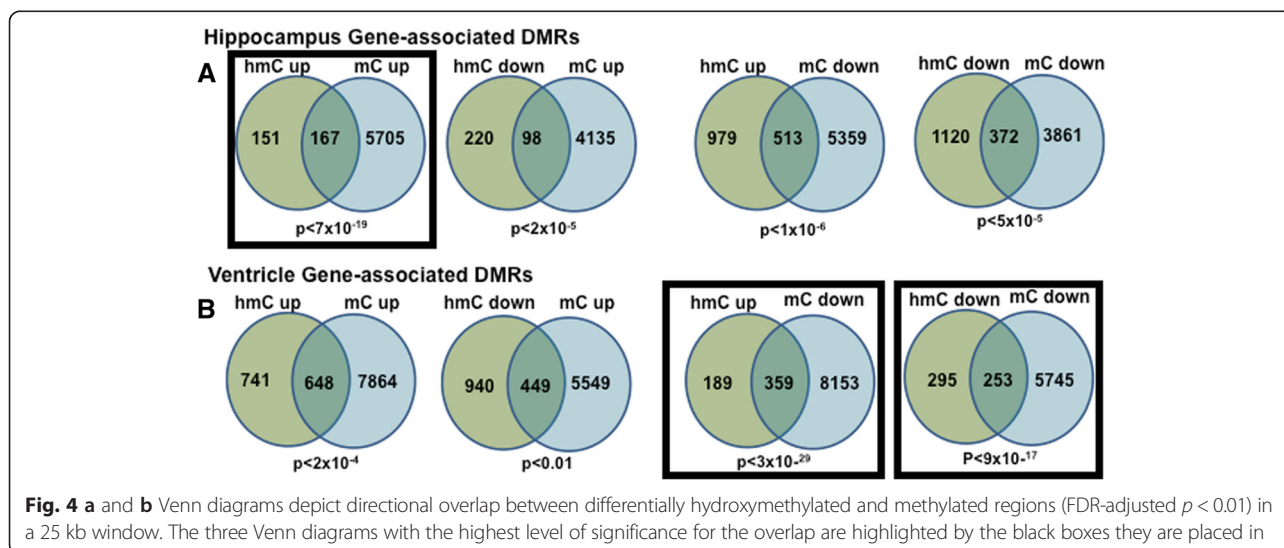 Hippocampus Gene-associated DMRs
A
hmC up mC up hmC down mC up hmC up mC down hmC down mC down
151 167 5705 220 98 4135 979 513 5359 1120 372 3861
p<7x10-19 p<2x10-5 p<1x10-6 p<5x10-5
Ventricle Gene-associated DMRs
B
hmC up mC up hmC down mC up hmC up mC down hmC down mC down
741 648 7864 940 449 5549 189 359 8153 295 253 5745
p<2x10-4 p<0.01 p<3x10-29 P<9x10-17
Fig. 4 a and b Venn diagrams depict directional overlap between differentially hydroxymethylated and methylated regions (FDR-adjusted p < 0.01) in
a 25 kb window. The three Venn diagrams with the highest level of significance for the overlap are highlighted by the black boxes they are placed in